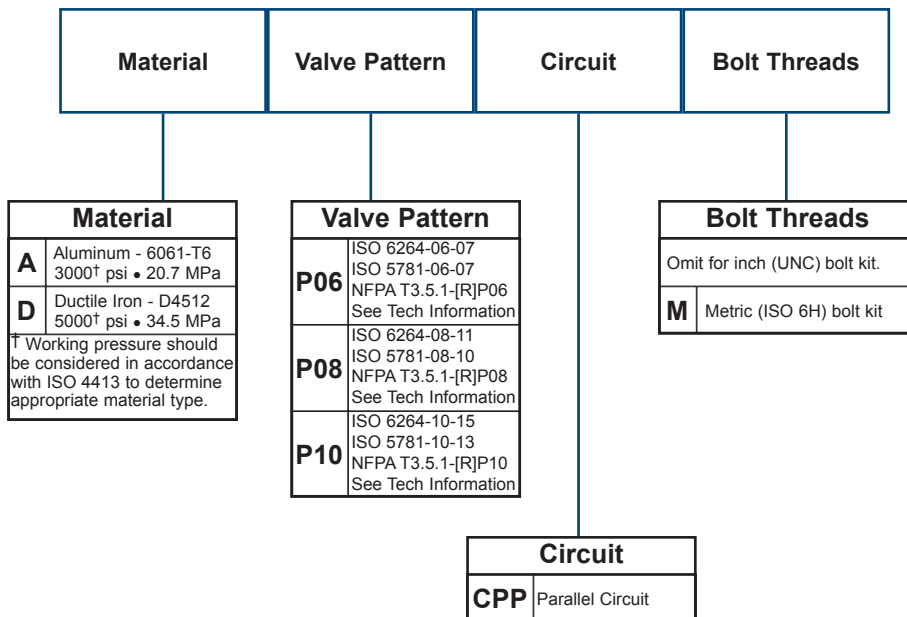 Material
Valve Pattern
Circuit
Bolt Threads
Material
A
Aluminum - 6061-T6
3000† psi • 20.7 MPa
D
Ductile Iron - D4512
5000† psi • 34.5 MPa
† Working pressure should
be considered in accordance
with ISO 4413 to determine
appropriate material type.
Valve Pattern
P06
ISO 6264-06-07
ISO 5781-06-07
NFPA T3.5.1-[R]P06
See Tech Information
P08
ISO 6264-08-11
ISO 5781-08-10
NFPA T3.5.1-[R]P08
See Tech Information
P10
ISO 6264-10-15
ISO 5781-10-13
NFPA T3.5.1-[R]P10
See Tech Information
Bolt Threads
Omit for inch (UNC) bolt kit.
M
Metric (ISO 6H) bolt kit
Circuit
CPP
Parallel Circuit